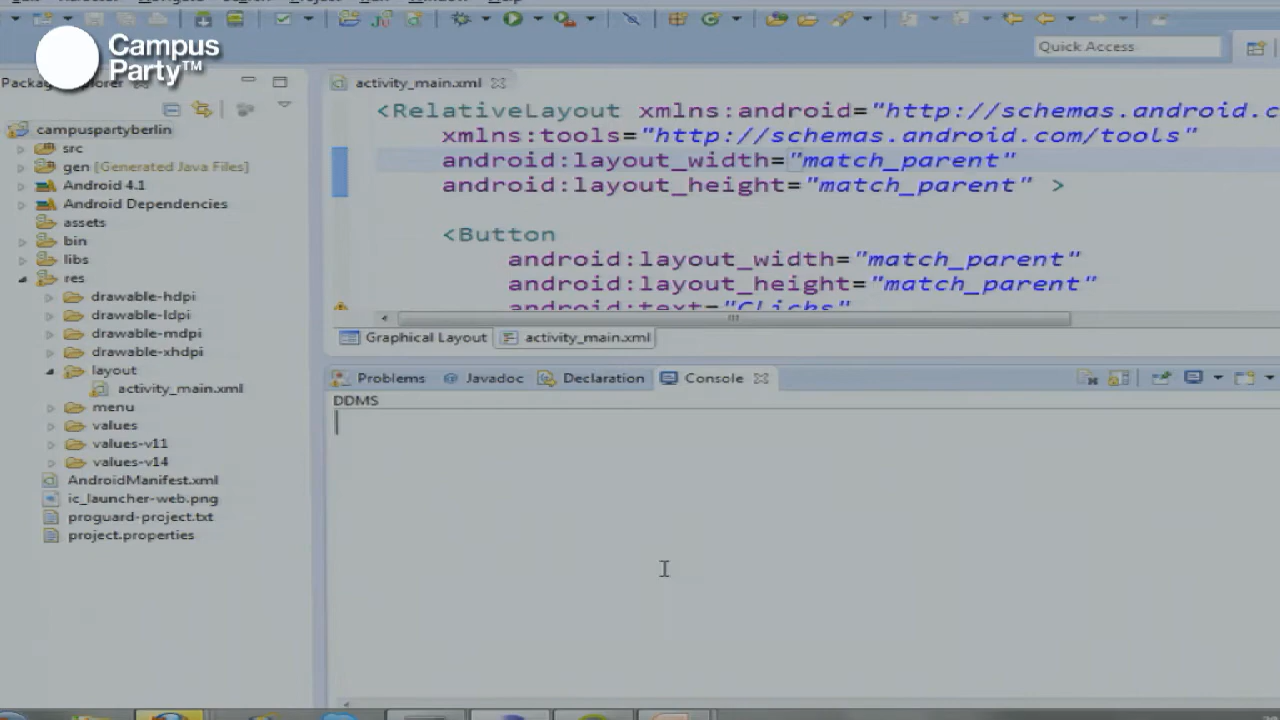 Campus
Party™
Quick Access
activity_main.xml
campuspartyberlin
src
gen [Generated Java Files]
Android 4.1
Android Dependencies
assets
bin
libs
res
drawable-hdpi
drawable-ldpi
drawable-mdpi
drawable-xhdpi
layout
activity_main.xml
menu
values
values-v11
values-v14
AndroidManifest.xml
ic_launcher-web.png
proguard-project.txt
project.properties
<RelativeLayout xmlns:android="http://schemas.android.c
xmlns:tools="http://schemas.android.com/tools"
android:layout_width="match_parent"
android:layout_height="match_parent" >
<Button
android:layout_width="match_parent"
android:layout_height="match_parent"
android:text="Clichs"
Graphical Layout
activity_main.xml
Problems
Javadoc
Declaration
Console
DDMS